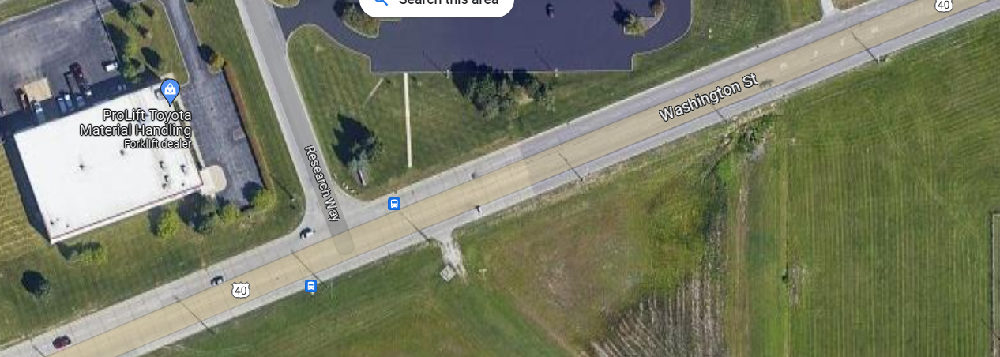 Search this area
40
Washington St
ProLift Toyota
Material Handling
Forklift dealer
Research Way
40